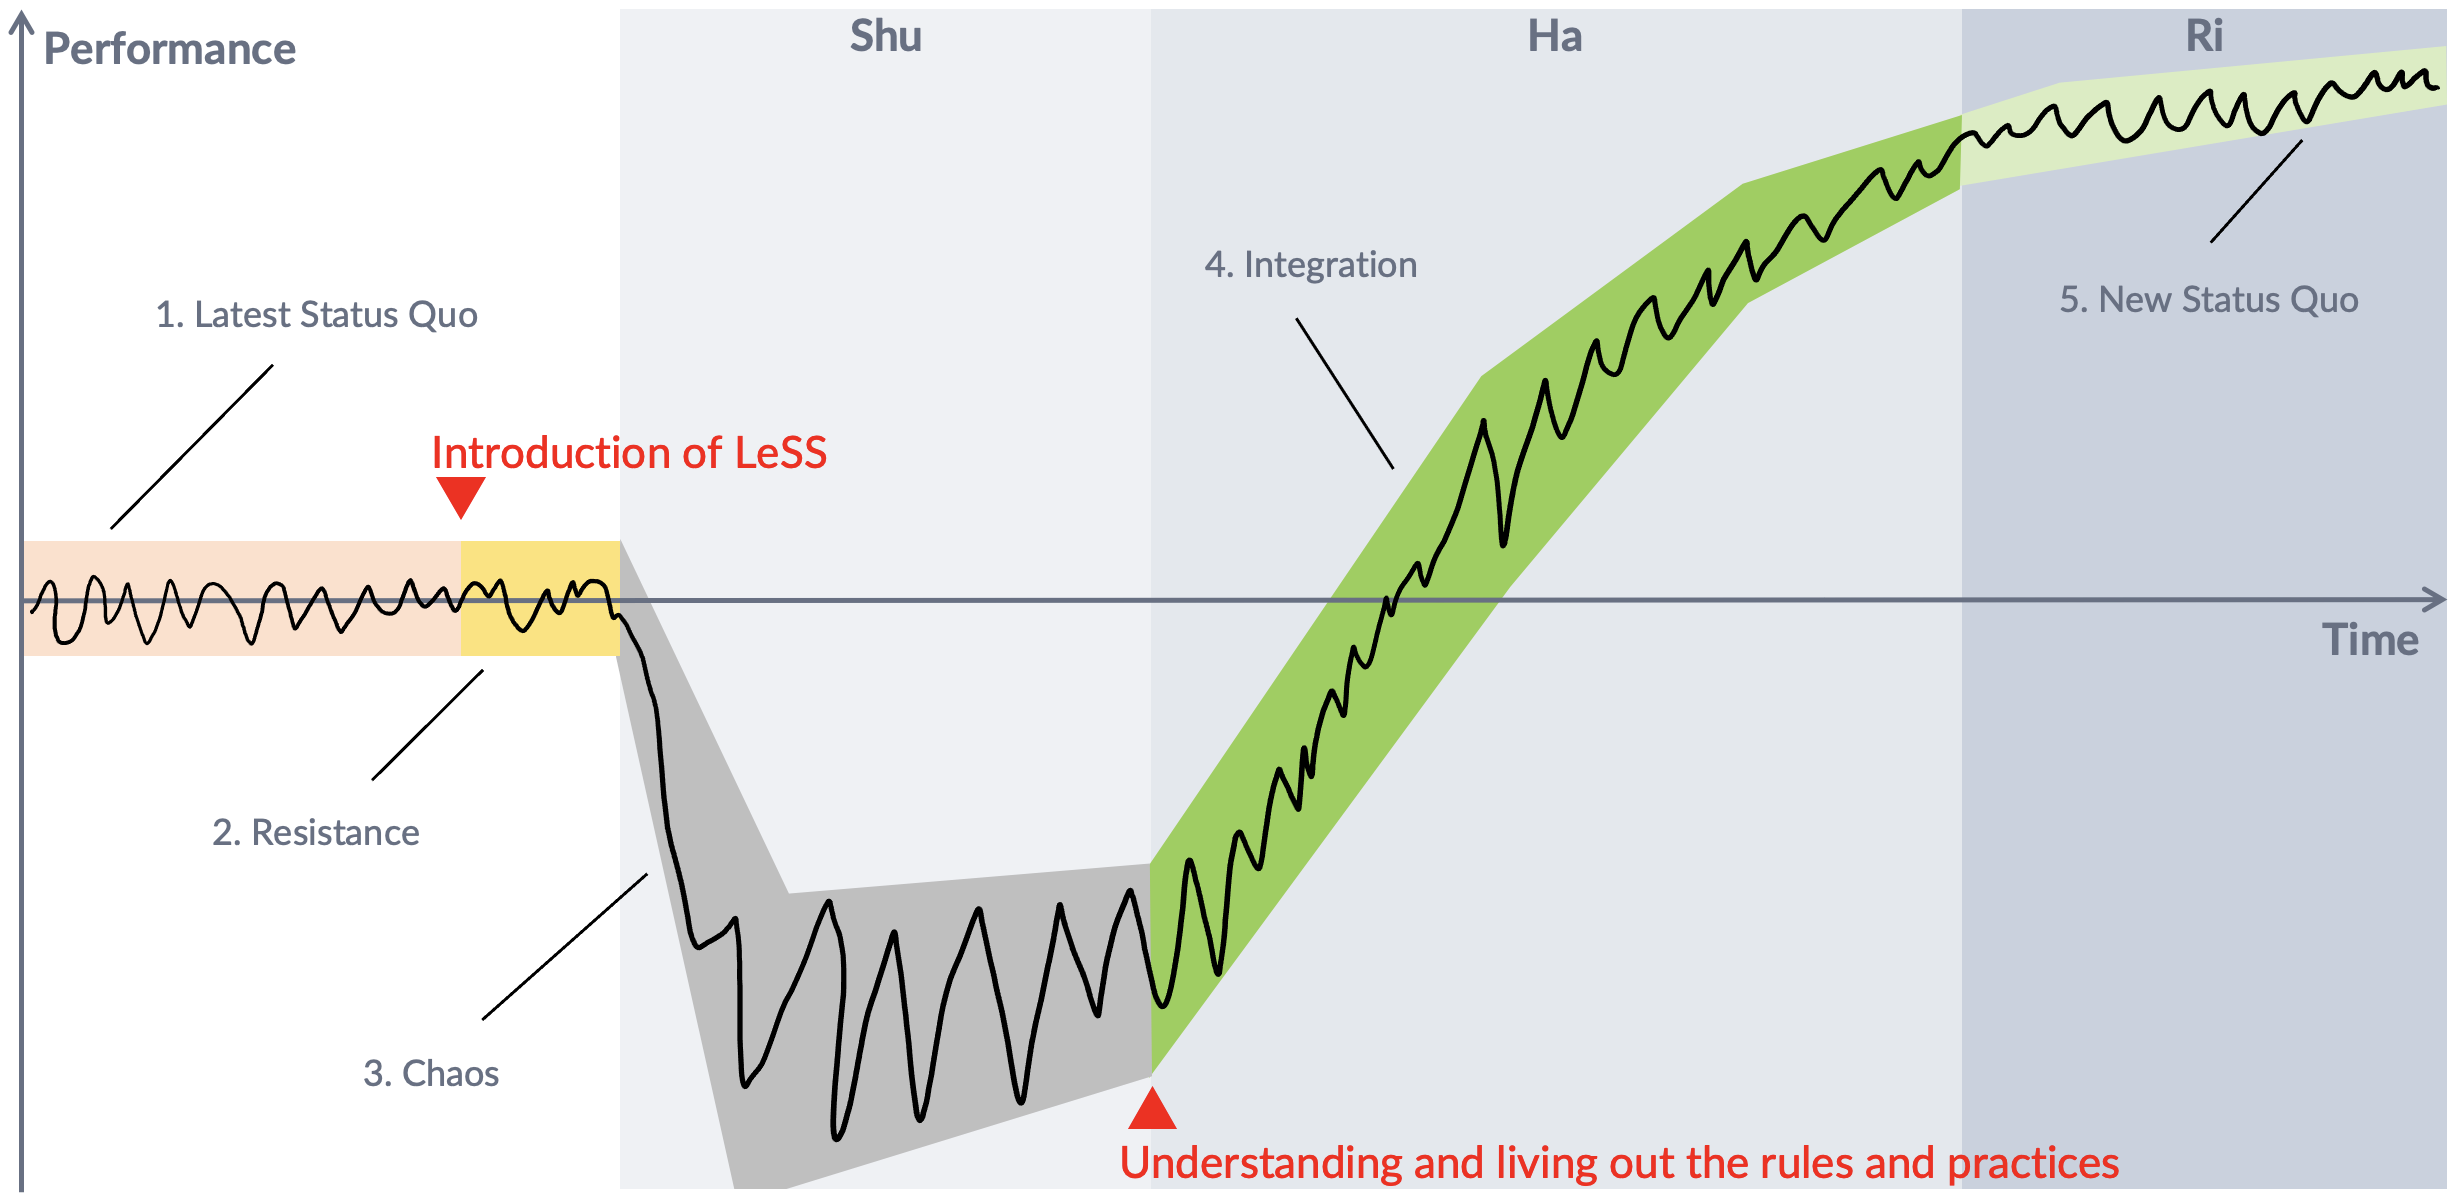 Performance
Shu
Ha
Ri
1. Latest Status Quo
4. Integration
5. New Status Quo
Introduction of LeSS
Time
2. Resistance
3. Chaos
Understanding and living out the rules and practices